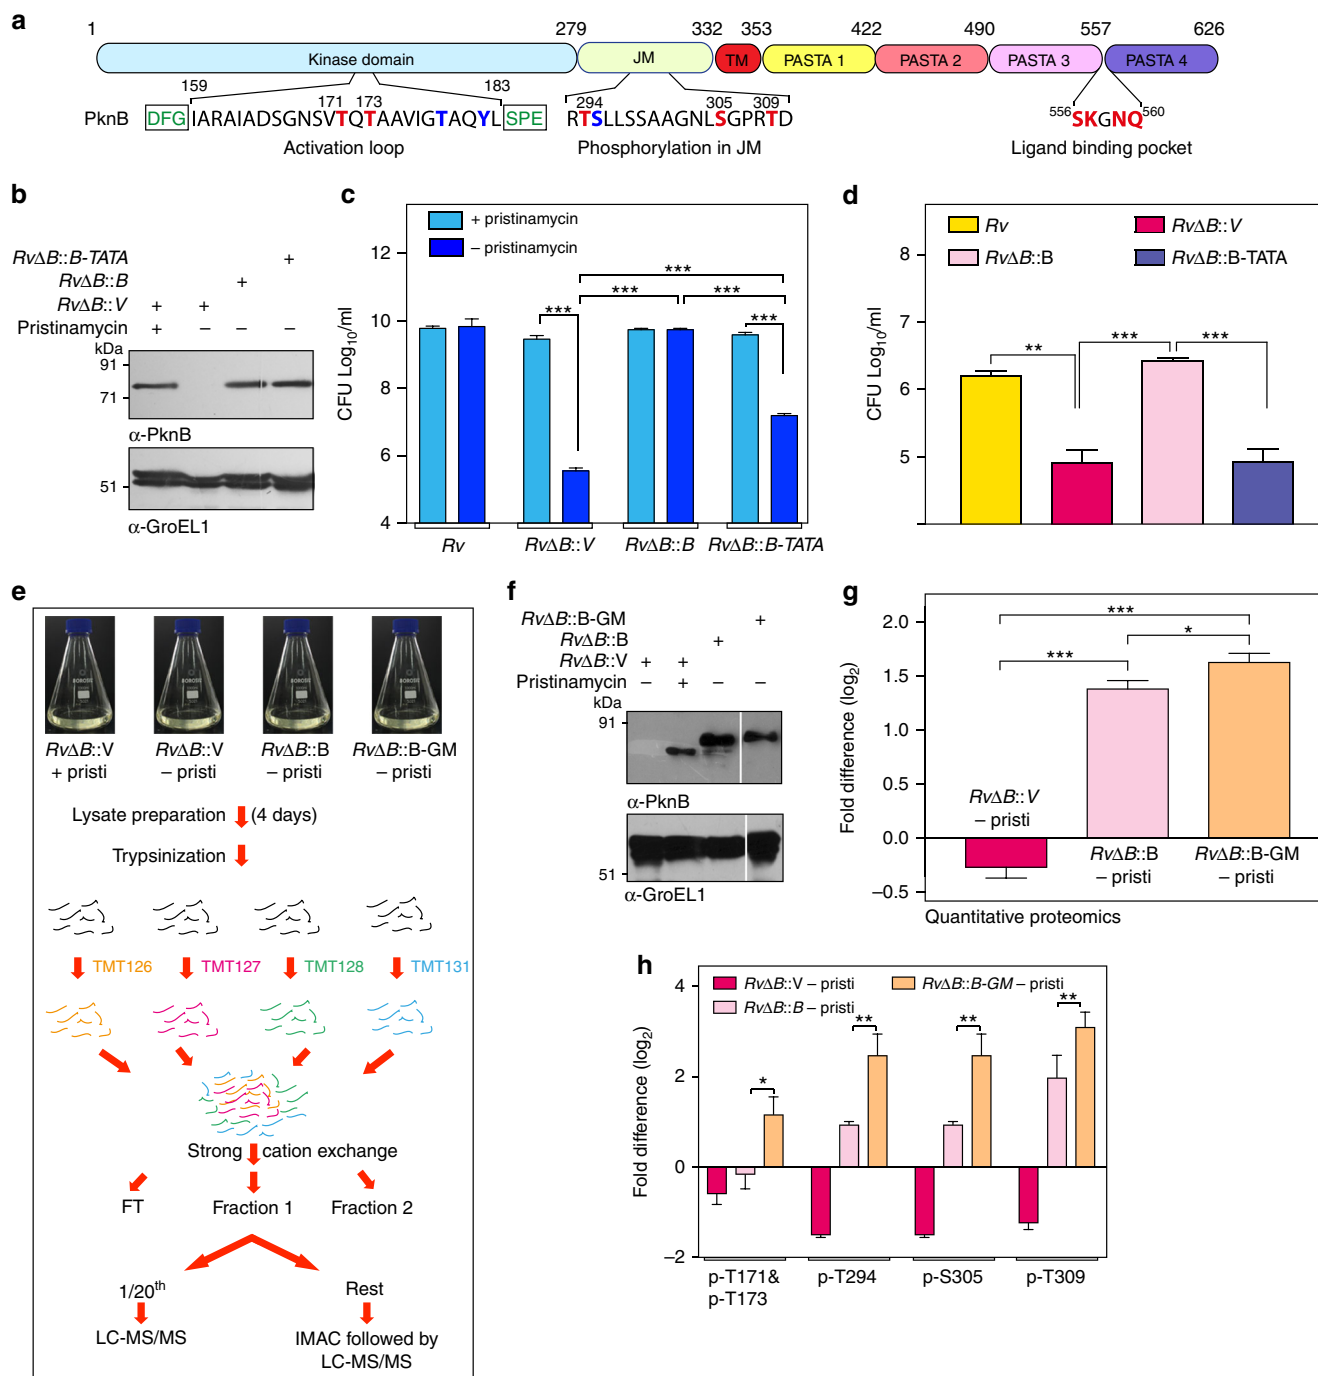 a
1 279 332 353 422 490 557 626
Kinase domain JM TM PASTA 1 PASTA 2 PASTA 3 PASTA 4
159 171 173 183 294 305 309
PknB DFG IARAIADSGNSVTQTAAVIGTAQYL SPE RTSLLSSAAGNLSGPRTD 556SKGNQ560
Activation loop Phosphorylation in JM Ligand binding pocket
b
RvΔB::B-TATA +
RvΔB::B +
RvΔB::V + +
Pristinamycin + – – –
kDa
91
71
α-PknB
51
α-GroEL1
c
+ pristinamycin
– pristinamycin
CFU Log10/ml
12
10
8
6
4
***
***
***
***
***
Rv RvΔB::V RvΔB::B RvΔB::B-TATA
d
Rv RvΔB::V
RvΔB::B RvΔB::B-TATA
CFU Log10/ml
8
7
6
5
** *** ***
e
BOROSIL BOROSIL BOROSIL BOROSIL
RvΔB::V RvΔB::V RvΔB::B RvΔB::B-GM
+ pristi – pristi – pristi – pristi
Lysate preparation (4 days)
Trypsinization
TMT126 TMT127 TMT128 TMT131
Strong cation exchange
FT Fraction 1 Fraction 2
1/20th Rest
LC-MS/MS IMAC followed by
LC-MS/MS
f
RvΔB::B-GM +
RvΔB::B +
RvΔB::V + +
Pristinamycin – + – –
kDa
91
α-PknB
51
α-GroEL1
g
Fold difference (log2)
2.0
1.5
1.0
0.5
0.0
–0.5
***
*
***
RvΔB::V
– pristi
RvΔB::B RvΔB::B-GM
– pristi – pristi
Quantitative proteomics
h
RvΔB::V – pristi RvΔB::B-GM – pristi
RvΔB::B – pristi
Fold difference (log2)
4
2
0
–2
* ** ** **
p-T171& p-T294 p-S305 p-T309
p-T173